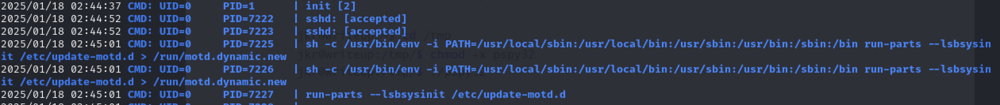 2025/01/18 02:44:37 CMD: UID=0     PID=1      | init [2]
2025/01/18 02:44:52 CMD: UID=0     PID=7222   | sshd: [accepted]
2025/01/18 02:44:52 CMD: UID=0     PID=7223   | sshd: [accepted]
cd /tmp
2025/01/18 02:45:01 CMD: UID=0     PID=7225   | sh -c /usr/bin/env -i PATH=/usr/local/sbin:/usr/local/bin:/usr/sbin:/usr/bin:/sbin:/bin run-parts --lsbsysin
it /etc/update-motd.d > /run/motd.dynamic.new
jkr@writeup:/tmp/$ chmod +x pspy32
2025/01/18 02:45:01 CMD: UID=0     PID=7226   | sh -c /usr/bin/env -i PATH=/usr/local/sbin:/usr/local/bin:/usr/sbin:/usr/bin:/sbin:/bin run-parts --lsbsysin
it /etc/update-motd.d > /run/motd.dynamic.new
2025/01/18 02:45:01 CMD: UID=0     PID=7227   | run-parts --lsbsysinit /etc/update-motd.d